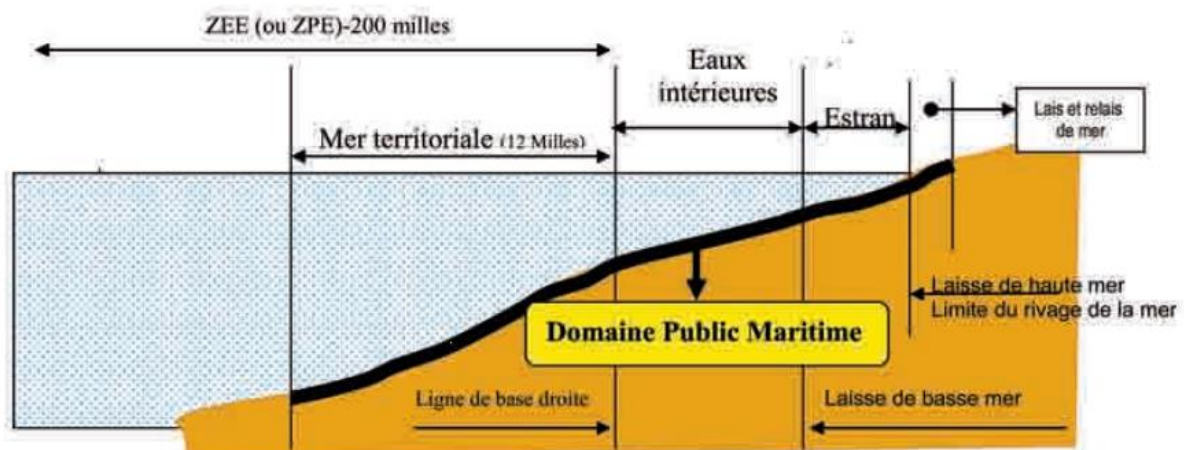 ZEE (ou ZPE)-200 milles
Eaux
intérieures
Estran
Lais et relais
de mer
Mer territoriale (12 Milles)
Laisse de haute mer
Limite du rivage de la mer
Domaine Public Maritime
Ligne de base droite
Laisse de basse mer